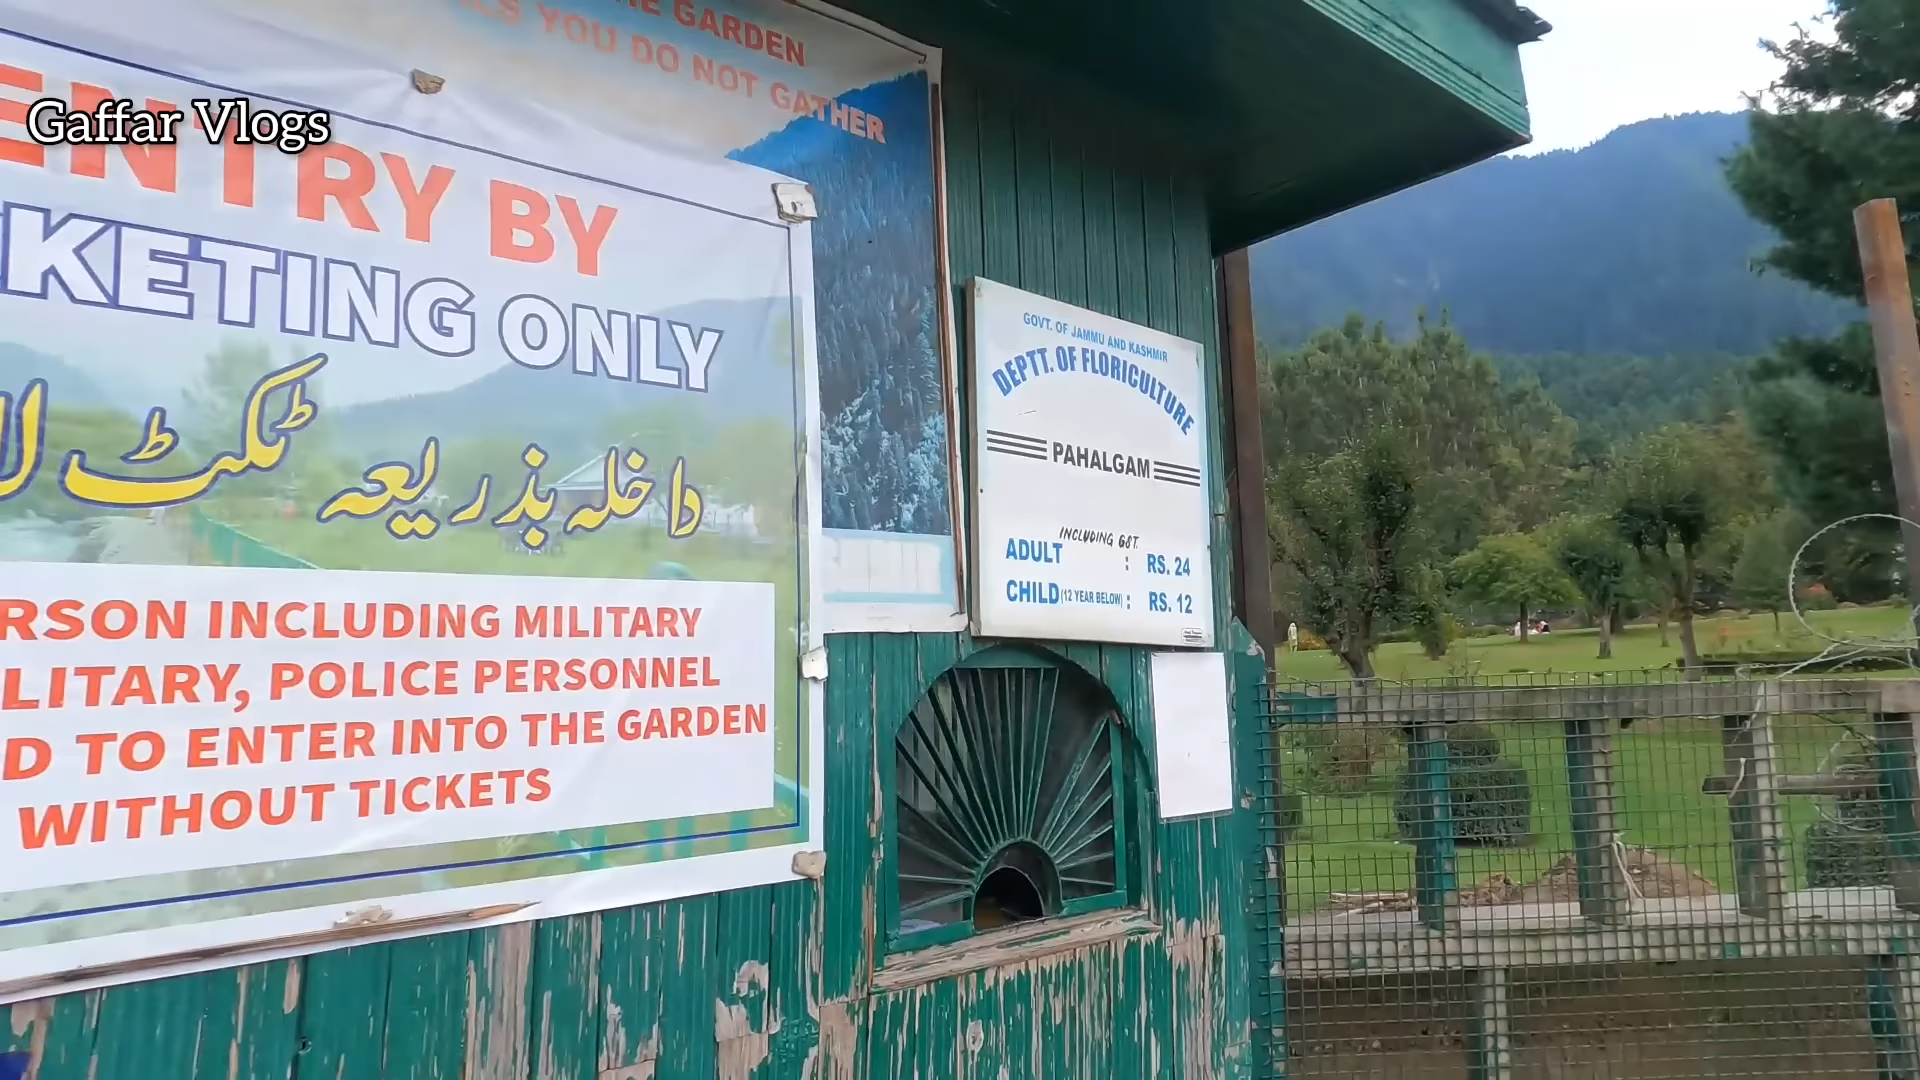 Gaffar Vlogs
GARDEN
YOU DO NOT GATHER
ENTRY BY
KETING ONLY
داخلہ بذریعہ ٹکٹ
RSON INCLUDING MILITARY
LITARY, POLICE PERSONNEL
D TO ENTER INTO THE GARDEN
WITHOUT TICKETS
GOVT. OF JAMMU AND KASHMIR
DEPTT. OF FLORICULTURE
PAHALGAM
INCLUDING GST.
ADULT : RS. 24
CHILD (12 YEAR BELOW) : RS. 12